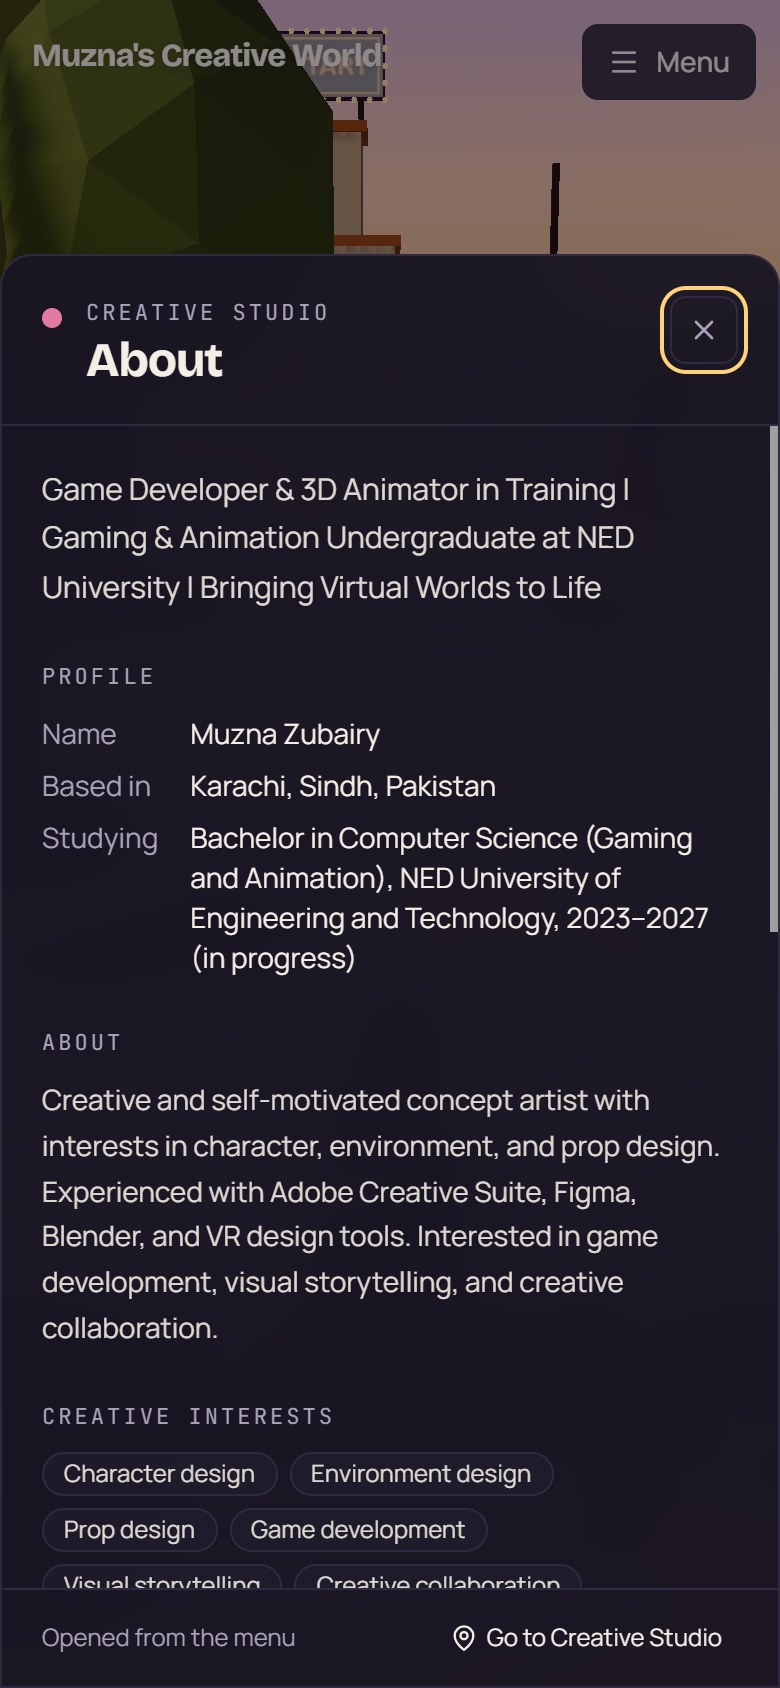 Muzna's Creative World
Menu
CREATIVE STUDIO
About
Game Developer & 3D Animator in Training |
Gaming & Animation Undergraduate at NED
University | Bringing Virtual Worlds to Life
PROFILE
Name Muzna Zubairy
Based in Karachi, Sindh, Pakistan
Studying Bachelor in Computer Science (Gaming
and Animation), NED University of
Engineering and Technology, 2023–2027
(in progress)
ABOUT
Creative and self-motivated concept artist with
interests in character, environment, and prop design.
Experienced with Adobe Creative Suite, Figma,
Blender, and VR design tools. Interested in game
development, visual storytelling, and creative
collaboration.
CREATIVE INTERESTS
Character design Environment design
Prop design Game development
Visual storytelling Creative collaboration
Opened from the menu Go to Creative Studio